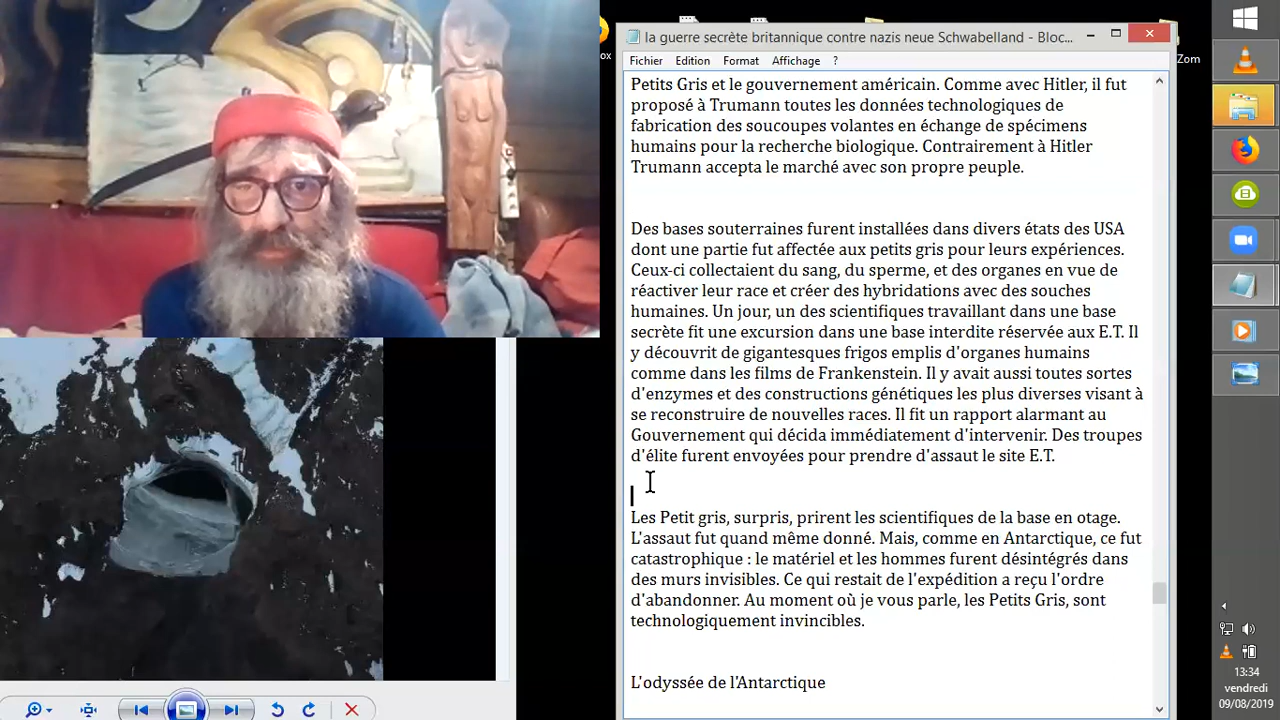 la guerre secrète britannique contre nazis neue Schwabelland - Bloc...
Fichier Edition Format Affichage ?
Petits Gris et le gouvernement américain. Comme avec Hitler, il fut
proposé à Trumann toutes les données technologiques de
fabrication des soucoupes volantes en échange de spécimens
humains pour la recherche biologique. Contrairement à Hitler
Trumann accepta le marché avec son propre peuple.
Des bases souterraines furent installées dans divers états des USA
dont une partie fut affectée aux petits gris pour leurs expériences.
Ceux-ci collectaient du sang, du sperme, et des organes en vue de
réactiver leur race et créer des hybridations avec des souches
humaines. Un jour, un des scientifiques travaillant dans une base
secrète fit une excursion dans une base interdite réservée aux E.T. Il
y découvrit de gigantesques frigos emplis d'organes humains
comme dans les films de Frankenstein. Il y avait aussi toutes sortes
d'enzymes et des constructions génétiques les plus diverses visant à
se reconstruire de nouvelles races. Il fit un rapport alarmant au
Gouvernement qui décida immédiatement d'intervenir. Des troupes
d'élite furent envoyées pour prendre d'assaut le site E.T.
Les Petit gris, surpris, prirent les scientifiques de la base en otage.
L'assaut fut quand même donné. Mais, comme en Antarctique, ce fut
catastrophique : le matériel et les hommes furent désintégrés dans
des murs invisibles. Ce qui restait de l'expédition a reçu l'ordre
d'abandonner. Au moment où je vous parle, les Petits Gris, sont
technologiquement invincibles.
L'odyssée de l'Antarctique
ox
Zom
13:34
vendredi
09/08/2019